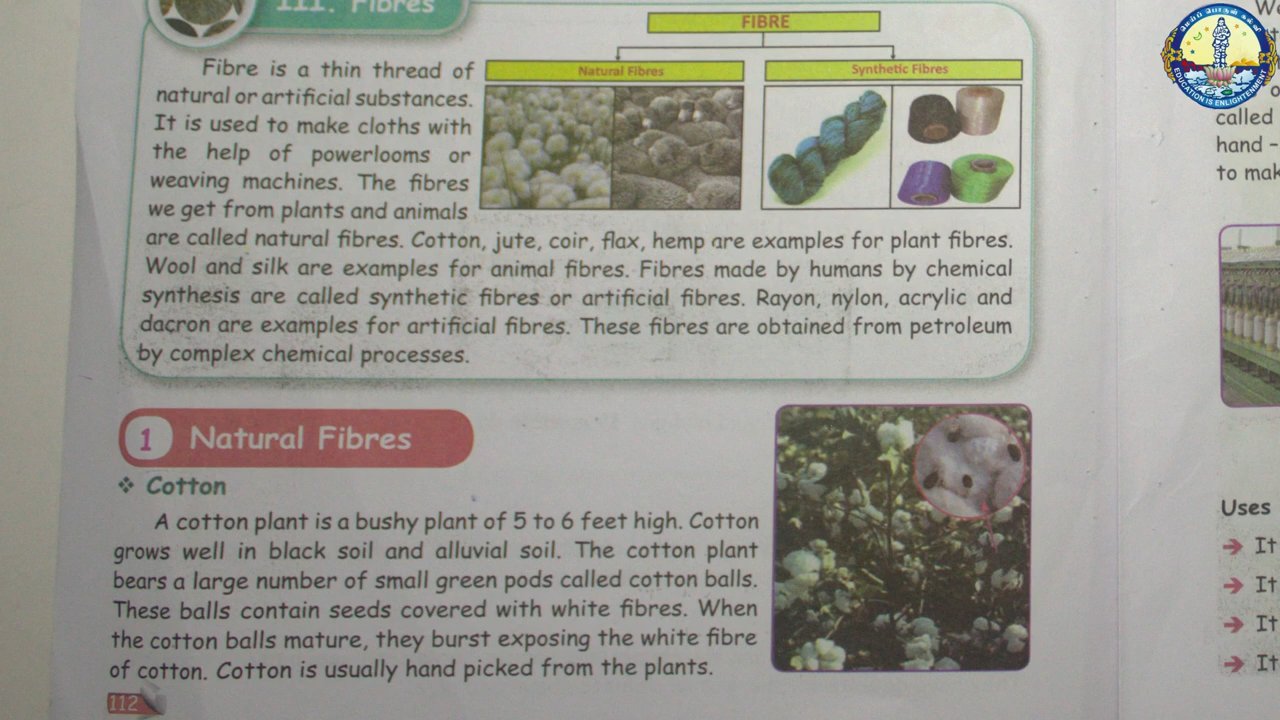 III. Fibres
FIBRE
Natural Fibres
Synthetic Fibres
Fibre is a thin thread of
natural or artificial substances.
It is used to make cloths with
the help of powerlooms or
weaving machines. The fibres
we get from plants and animals
are called natural fibres. Cotton, jute, coir, flax, hemp are examples for plant fibres.
Wool and silk are examples for animal fibres. Fibres made by humans by chemical
synthesis are called synthetic fibres or artificial fibres. Rayon, nylon, acrylic and
dacron are examples for artificial fibres. These fibres are obtained from petroleum
by complex chemical processes.
1 Natural Fibres
❖ Cotton
A cotton plant is a bushy plant of 5 to 6 feet high. Cotton
grows well in black soil and alluvial soil. The cotton plant
bears a large number of small green pods called cotton balls.
These balls contain seeds covered with white fibres. When
the cotton balls mature, they burst exposing the white fibre
of cotton. Cotton is usually hand picked from the plants.
112
called
hand –
to mak
Uses
➔ It
➔ It
➔ It
➔ It
EDUCATION IS ENLIGHTENMENT